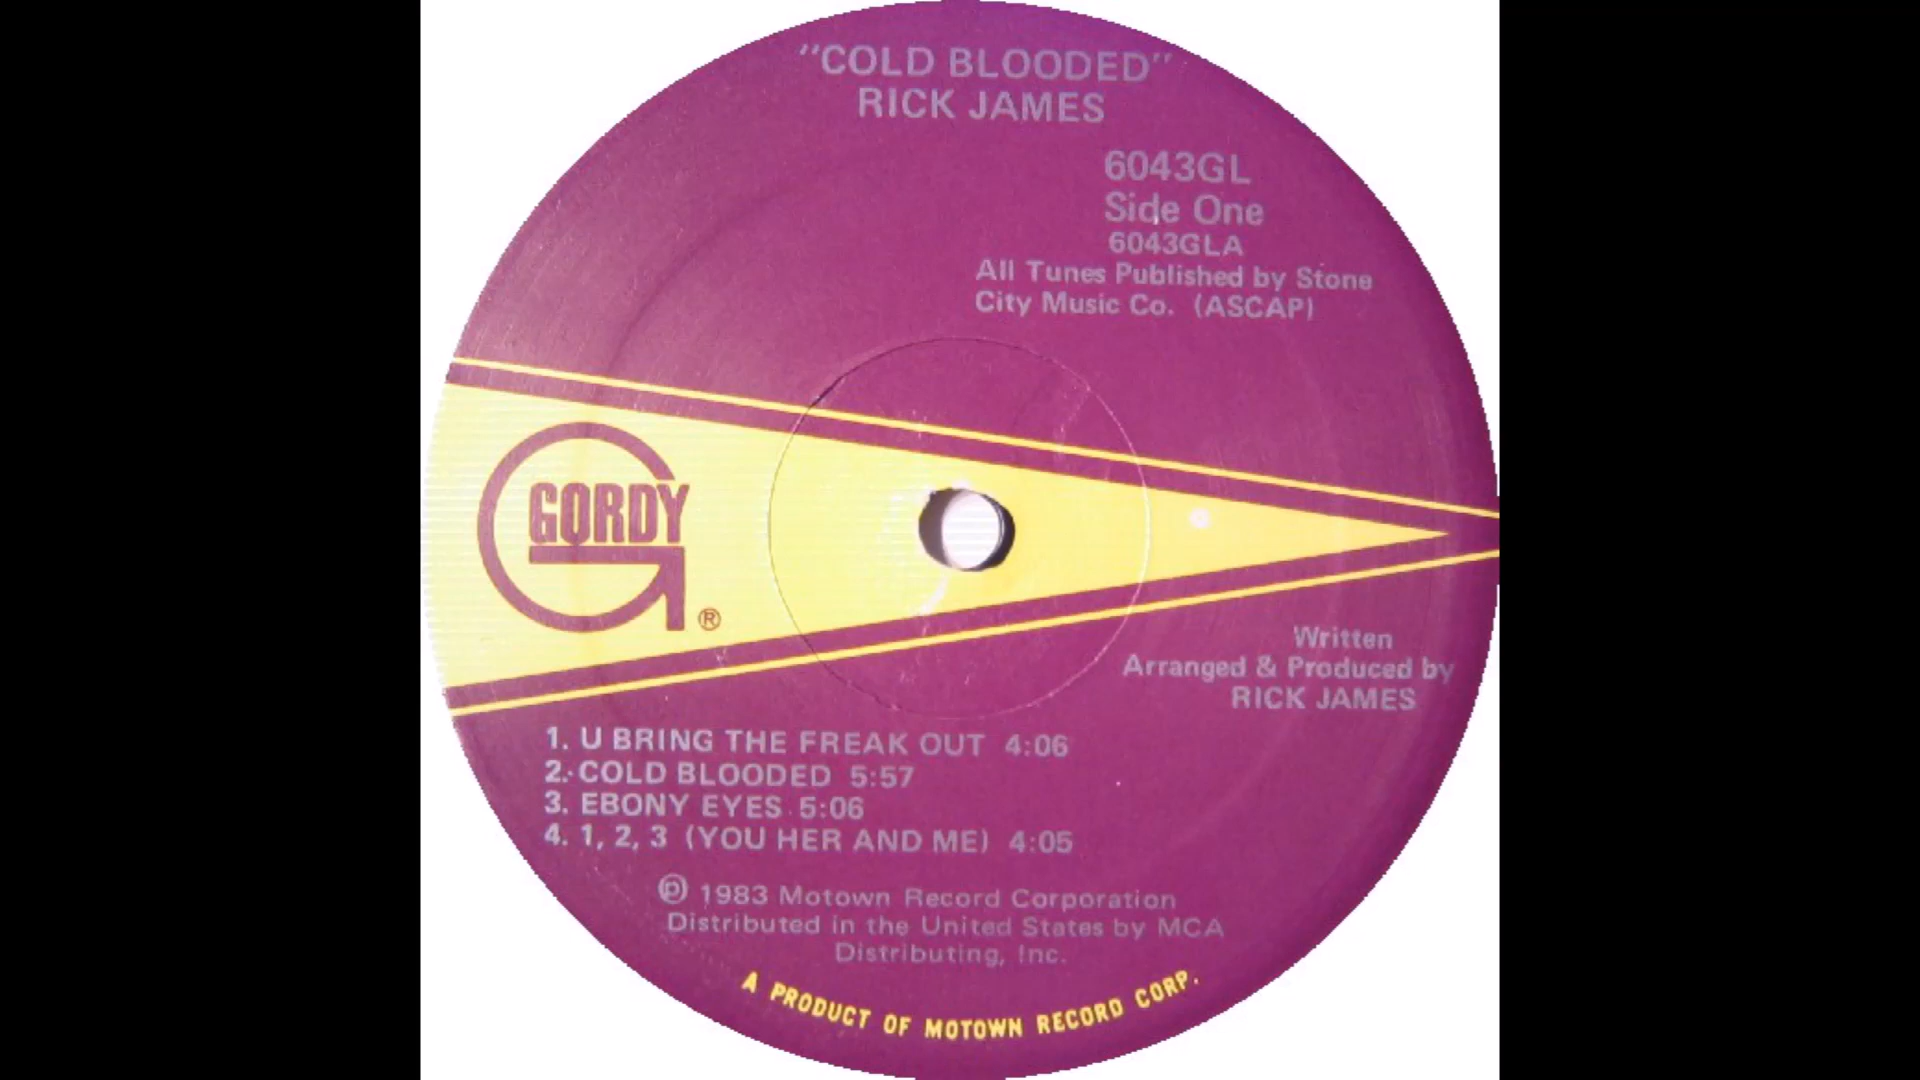 "COLD BLOODED"
RICK JAMES
6043GL
Side One
6043GLA
All Tunes Published by Stone
City Music Co. (ASCAP)
GORDY
®
Written
Arranged & Produced by
RICK JAMES
1. U BRING THE FREAK OUT 4:06
2. COLD BLOODED 5:57
3. EBONY EYES 5:06
4. 1, 2, 3 (YOU HER AND ME) 4:05
℗ 1983 Motown Record Corporation
Distributed in the United States by MCA
Distributing, Inc.
A PRODUCT OF MOTOWN RECORD CORP.